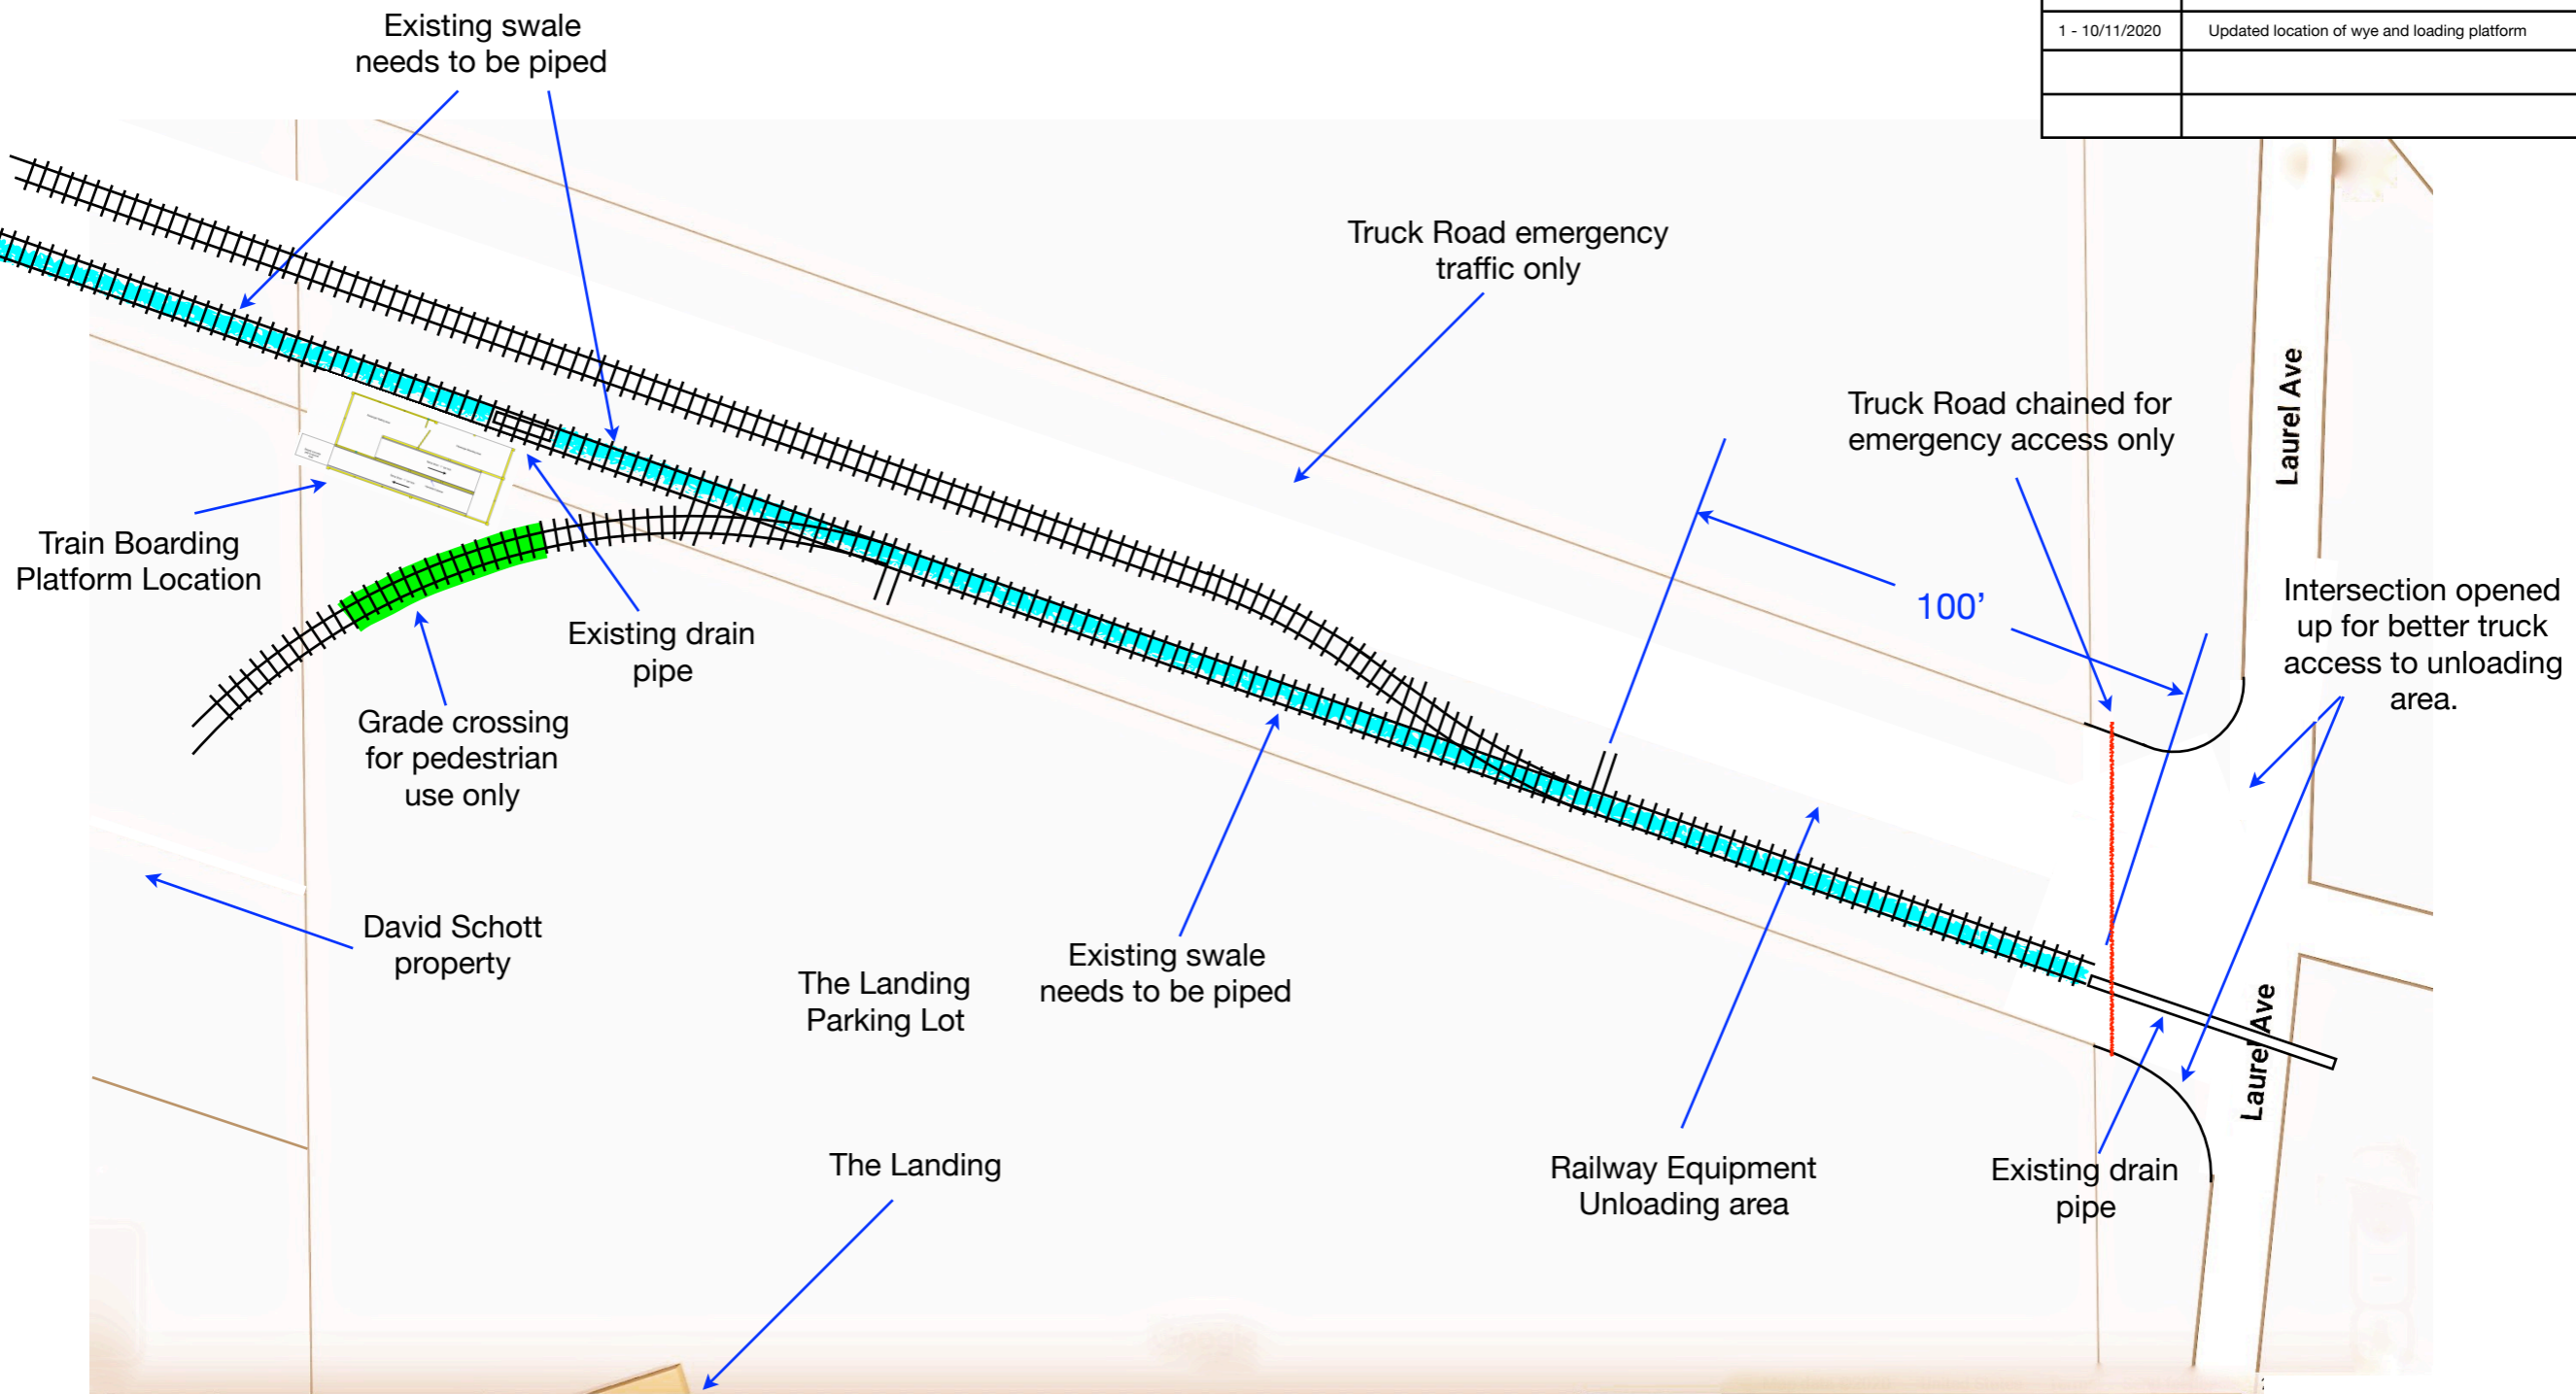 Existing swale
needs to be piped
1 - 10/11/2020
Updated location of wye and loading platform
Truck Road emergency
traffic only
Truck Road chained for
emergency access only
Laurel Ave
Train Boarding
Platform Location
Existing drain
pipe
100’
Intersection opened
up for better truck
access to unloading
area.
Grade crossing
for pedestrian
use only
David Schott
property
The Landing
Parking Lot
Existing swale
needs to be piped
Laurel Ave
The Landing
Railway Equipment
Unloading area
Existing drain
pipe